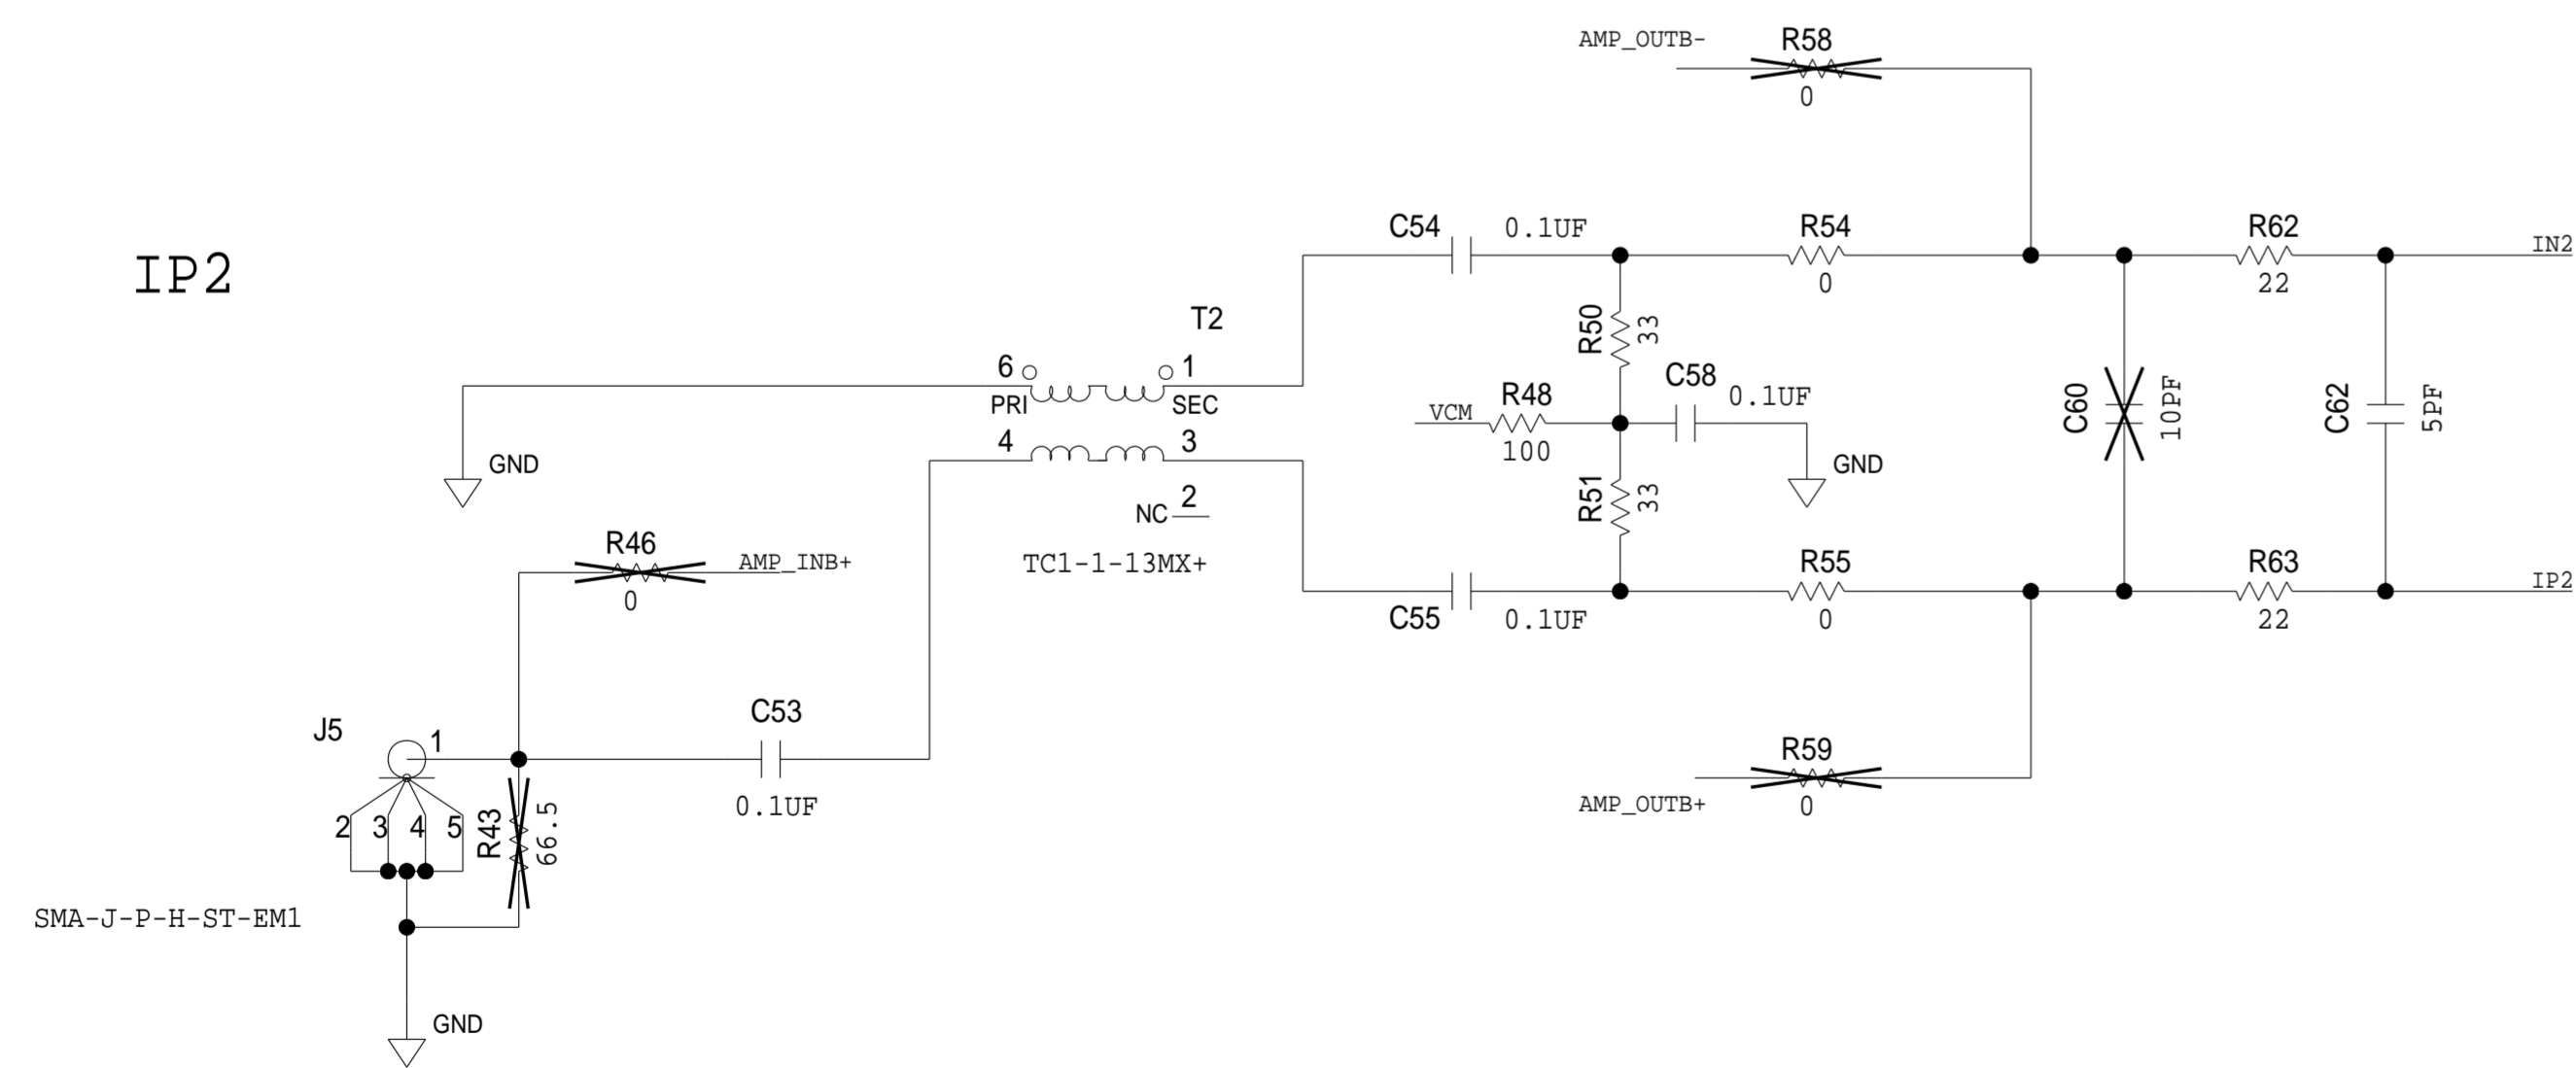 AMP_OUTB-
R58
0
IP2
C54
0.1UF
R54
0
R62
22
IN2
T2
6
1
PRI
SEC
4
3
NC
2
TC1-1-13MX+
GND
R50
33
VCM
R48
100
C58
0.1UF
GND
R51
33
C60
10PF
C62
5PF
R46
0
AMP_INB+
C55
0.1UF
R55
0
R63
22
IP2
J5
1
2
3
4
5
R43
66.5
C53
0.1UF
R59
0
AMP_OUTB+
SMA-J-P-H-ST-EM1
GND